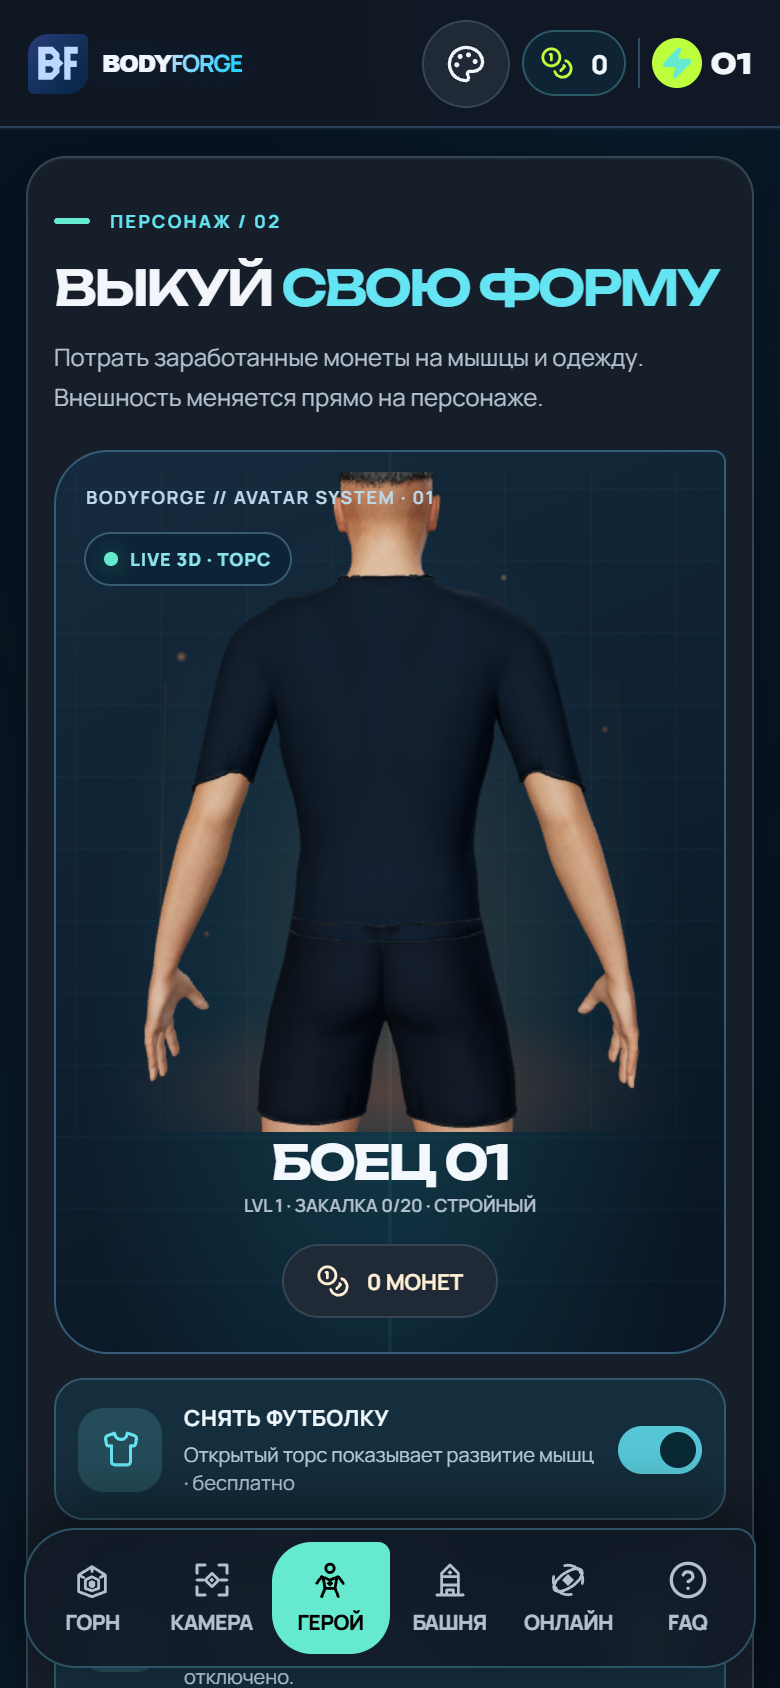 BF BODYFORGE 0 01
ПЕРСОНАЖ / 02
ВЫКУЙ СВОЮ ФОРМУ
Потрать заработанные монеты на мышцы и одежду.
Внешность меняется прямо на персонаже.
BODYFORGE // AVATAR SYSTEM · 01
LIVE 3D · ТОРС
БОЕЦ 01
LVL 1 · ЗАКАЛКА 0/20 · СТРОЙНЫЙ
0 МОНЕТ
СНЯТЬ ФУТБОЛКУ
Открытый торс показывает развитие мышц
· бесплатно
ГОРН КАМЕРА ГЕРОЙ БАШНЯ ОНЛАЙН FAQ
отключено.